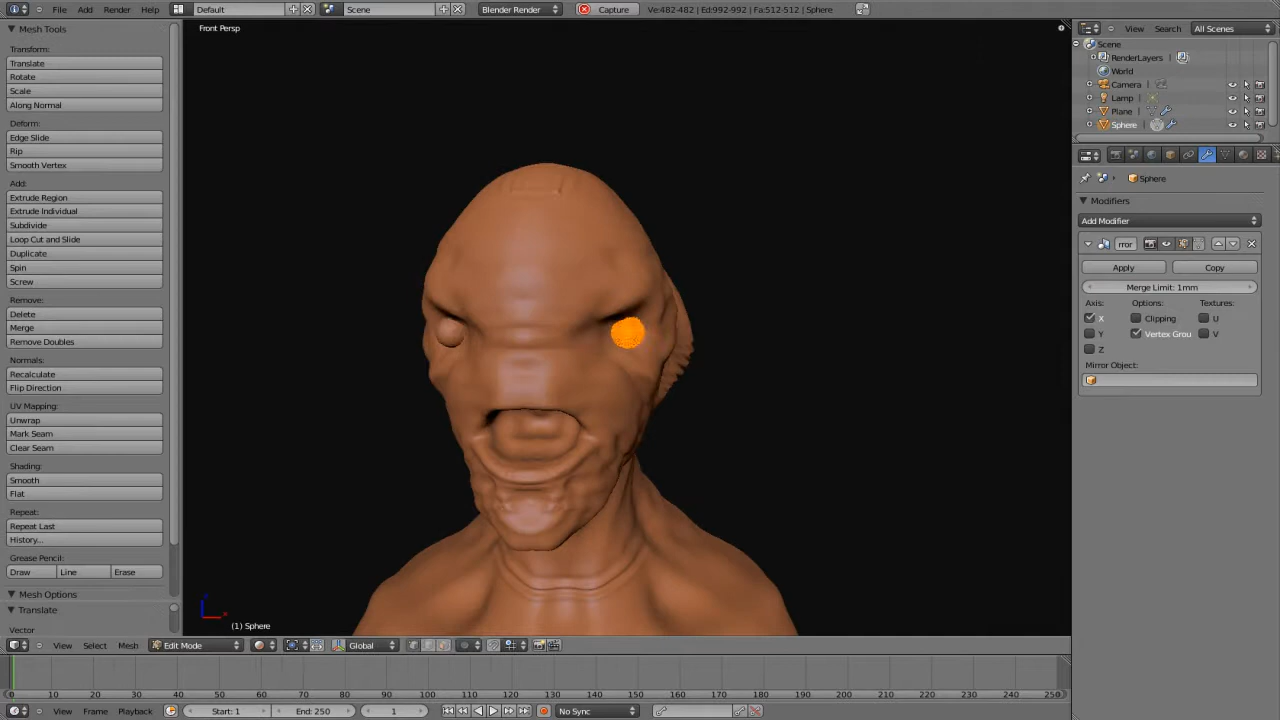 File Add Render Help Default Scene Blender Render Capture Ve:482-482 | Ed:992-992 | Fa:512-512 | Sphere
Mesh Tools
Transform:
Translate
Rotate
Scale
Along Normal
Deform:
Edge Slide
Rip
Smooth Vertex
Add:
Extrude Region
Extrude Individual
Subdivide
Loop Cut and Slide
Duplicate
Spin
Screw
Remove:
Delete
Merge
Remove Doubles
Normals:
Recalculate
Flip Direction
UV Mapping:
Unwrap
Mark Seam
Clear Seam
Shading:
Smooth
Flat
Repeat:
Repeat Last
History...
Grease Pencil:
Draw Line Erase
Mesh Options
Translate
Vector
Front Persp
(1) Sphere
View Select Mesh Edit Mode Global
View Search All Scenes
Scene
RenderLayers |
World
Camera
Lamp
Plane
Sphere
Sphere
Modifiers
Add Modifier
rror
Apply Copy
Merge Limit: 1mm
Axis: Options: Textures:
X Clipping U
Y Vertex Grou V
Z
Mirror Object:
0 10 20 30 40 50 60 70 80 90 100 110 120 130 140 150 160 170 180 190 200 210 220 230 240 250
View Frame Playback Start: 1 End: 250 1 No Sync